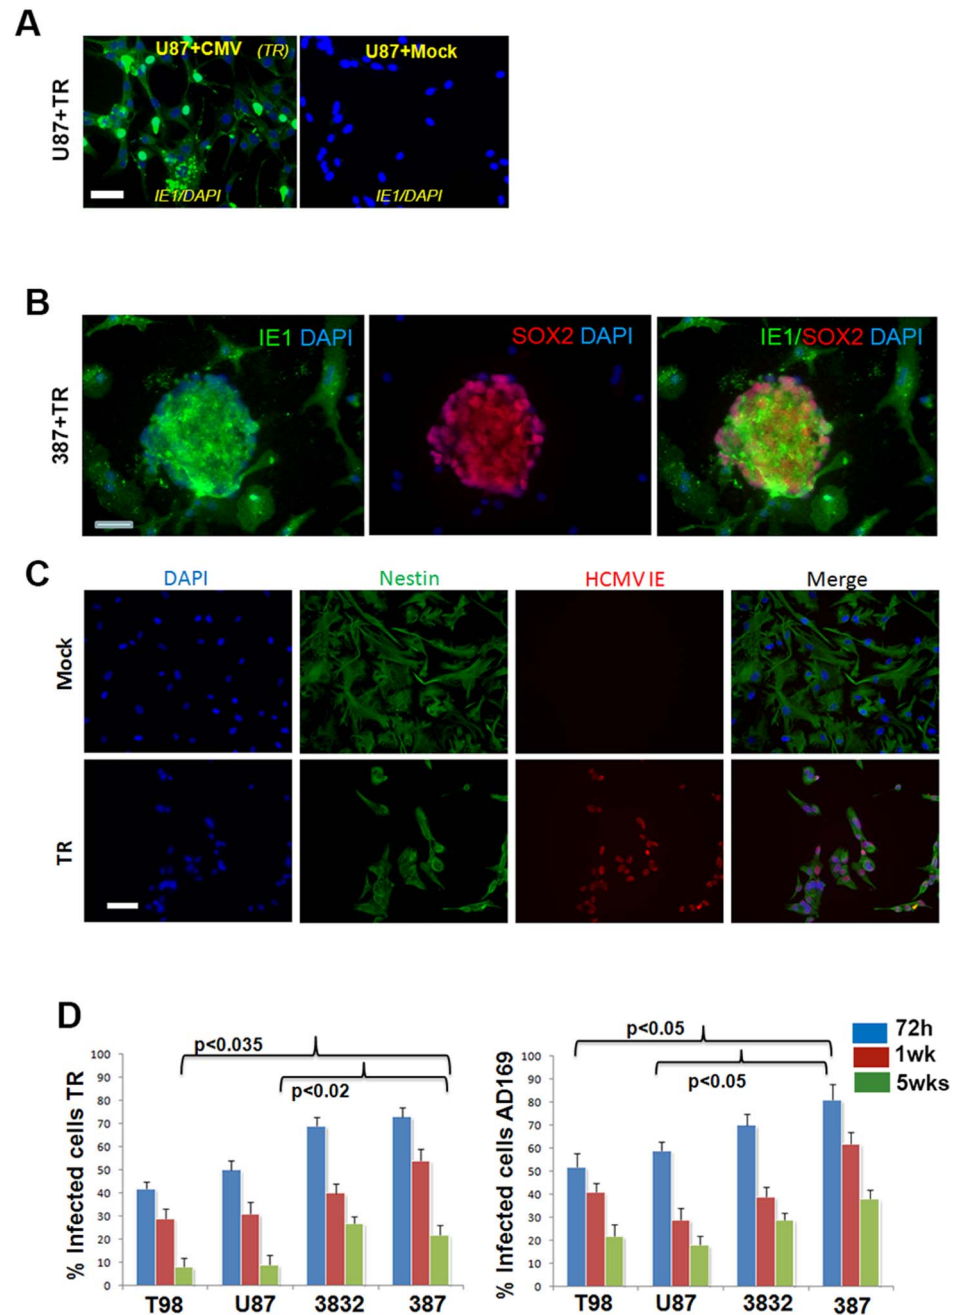 A
U87+TR
U87+CMV (TR)
U87+Mock
IE1/DAPI
IE1/DAPI
B
387+TR
IE1 DAPI
SOX2 DAPI
IE1/SOX2 DAPI
C
DAPI
Nestin
HCMV IE
Merge
Mock
TR
D
% Infected cells TR
p<0.035
p<0.02
100
90
80
70
60
50
40
30
20
10
0
T98
U87
3832
387
% Infected cells AD169
p<0.05
p<0.05
100
90
80
70
60
50
40
30
20
10
0
T98
U87
3832
387
72h
1wk
5wks